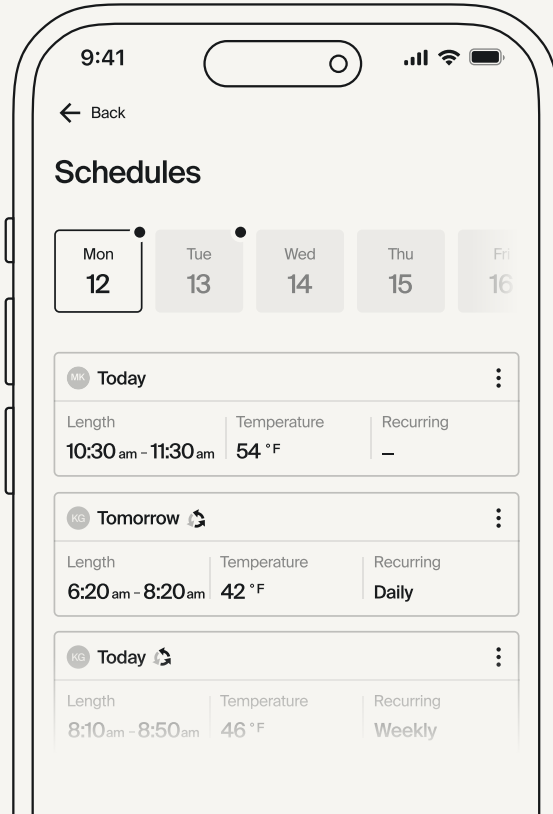 9:41
Back
Schedules
Mon Tue Wed Thu Fri
12 13 14 15 16
MK Today
Length Temperature Recurring
10:30 am - 11:30 am 54 °F –
KG Tomorrow
Length Temperature Recurring
6:20 am - 8:20 am 42 °F Daily
KG Today
Length Temperature Recurring
8:10 am - 8:50 am 46 °F Weekly